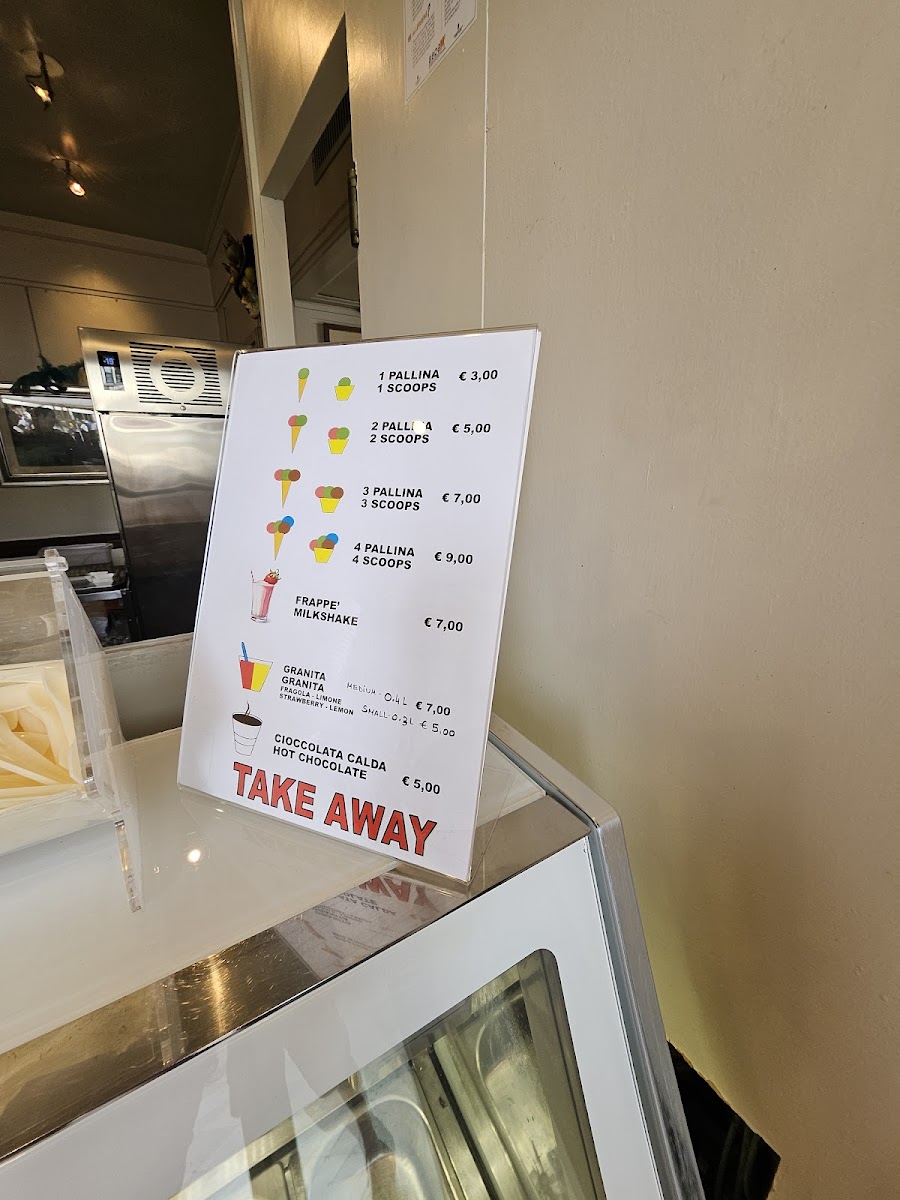 1 PALLINA € 3,00
1 SCOOPS
2 PALLINA € 5,00
2 SCOOPS
3 PALLINA € 7,00
3 SCOOPS
4 PALLINA € 9,00
4 SCOOPS
FRAPPE'
MILKSHAKE € 7,00
GRANITA
GRANITA MEDIUM - 0.4L € 7,00
FRAGOLA - LIMONE
STRAWBERRY - LEMON SMALL - 0.3L € 5.00
CIOCCOLATA CALDA
HOT CHOCOLATE € 5,00
TAKE AWAY